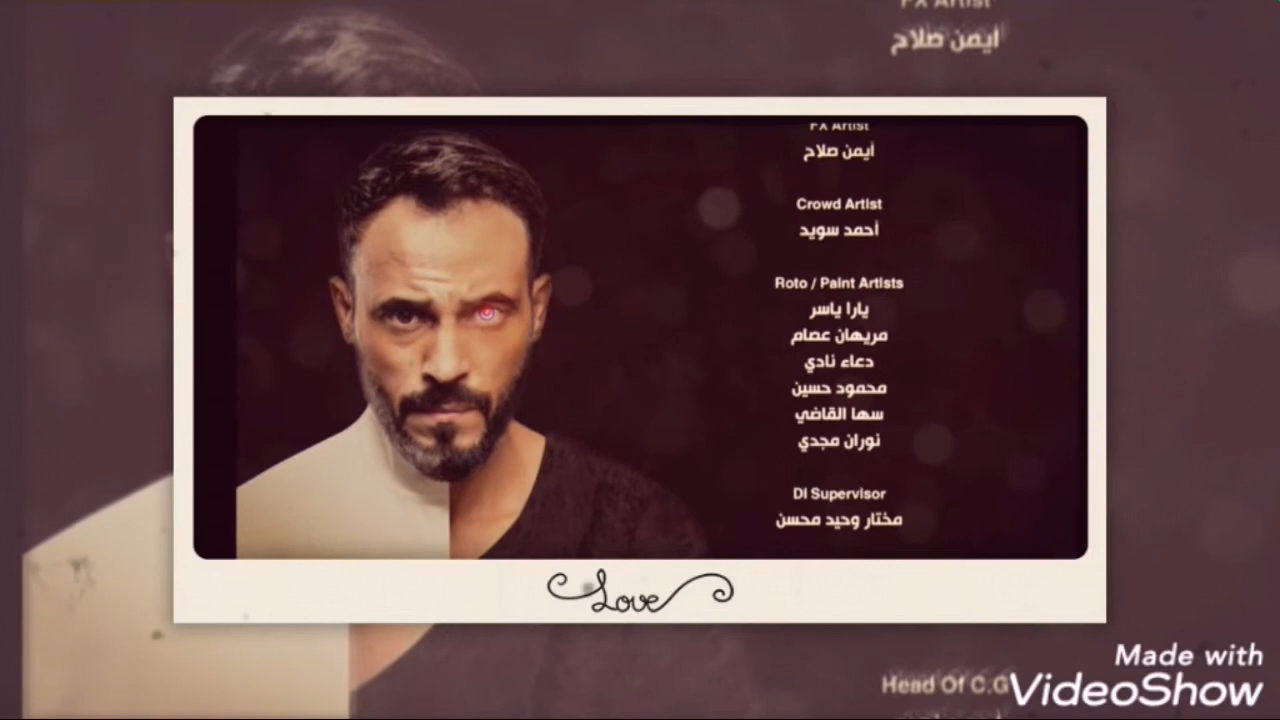 FX Artist
أيمن صلاح
FX Artist
أيمن صلاح
Crowd Artist
أحمد سويد
Roto / Paint Artists
يارا ياسر
مريهان عصام
دعاء نادي
محمود حسين
سها القاضي
نوران مجدي
DI Supervisor
مختار وحيد محسن
Love
Head Of C.G
Made with
VideoShow